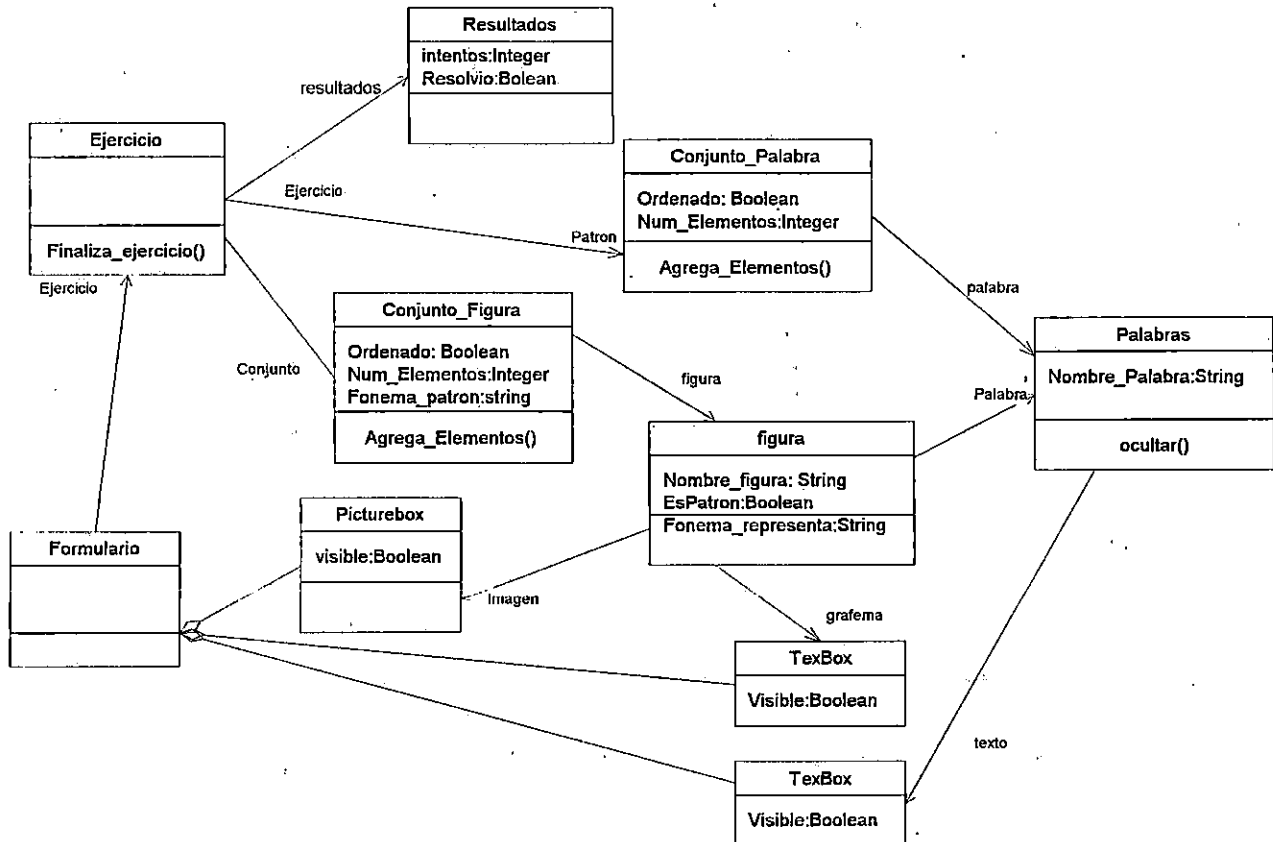 Resultados
intentos:Integer
Resolvio:Bolean
resultados
Ejercicio
Finaliza_ejercicio()
Ejercicio
Ejercicio
Patron
Conjunto_Palabra
Ordenado: Boolean
Num_Elementos:Integer
Agrega_Elementos()
palabra
Conjunto_Figura
Ordenado: Boolean
Num_Elementos:Integer
Fonema_patron:string
Agrega_Elementos()
Conjunto
figura
Palabras
Nombre_Palabra:String
ocultar()
Palabra
figura
Nombre_figura: String
EsPatron:Boolean
Fonema_representa:String
Picturebox
visible:Boolean
Imagen
Formulario
grafema
TexBox
Visible:Boolean
texto
TexBox
Visible:Boolean